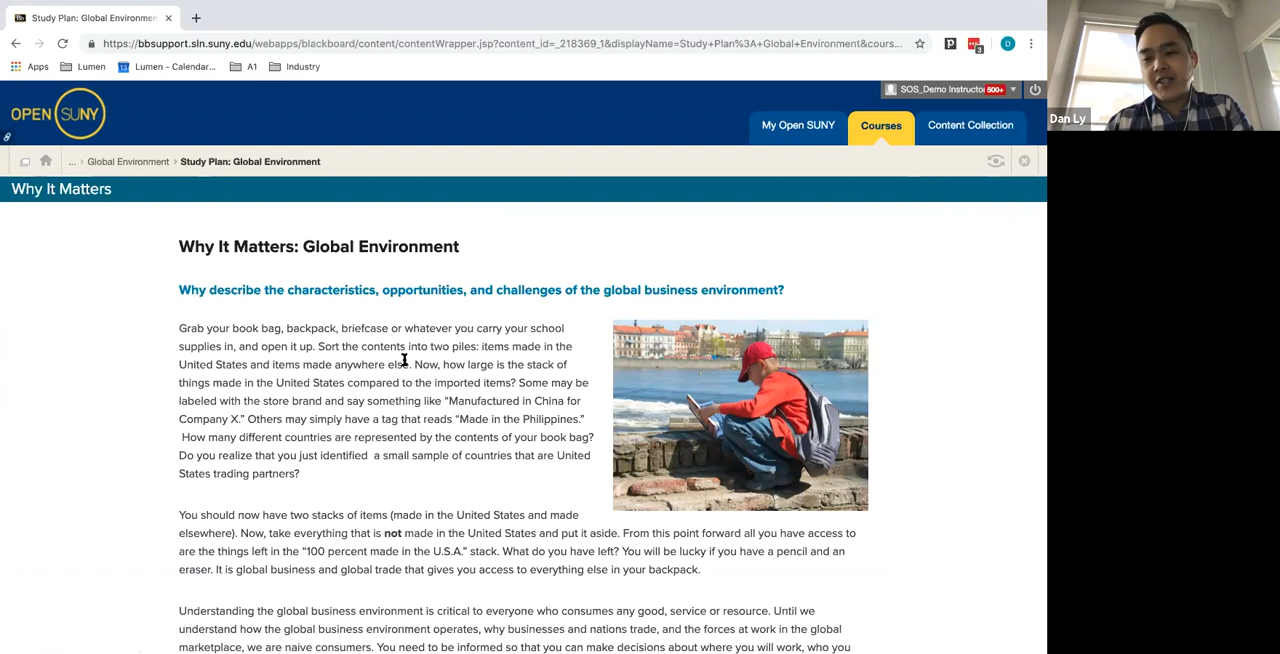 Study Plan: Global Environmen
https://bbsupport.sln.suny.edu/webapps/blackboard/content/contentWrapper.jsp?content_id=_218369_1&displayName=Study+Plan%3A+Global+Environment&cours...
Apps Lumen Lumen - Calendar... A1 Industry
SOS_Demo Instructo 500+
OPEN SUNY
My Open SUNY Courses Content Collection
Dan Ly
... > Global Environment > Study Plan: Global Environment
Why It Matters
Why It Matters: Global Environment
Why describe the characteristics, opportunities, and challenges of the global business environment?
Grab your book bag, backpack, briefcase or whatever you carry your school
supplies in, and open it up. Sort the contents into two piles: items made in the
United States and items made anywhere else. Now, how large is the stack of
things made in the United States compared to the imported items? Some may be
labeled with the store brand and say something like “Manufactured in China for
Company X.” Others may simply have a tag that reads “Made in the Philippines.”
How many different countries are represented by the contents of your book bag?
Do you realize that you just identified a small sample of countries that are United
States trading partners?
You should now have two stacks of items (made in the United States and made
elsewhere). Now, take everything that is not made in the United States and put it aside. From this point forward all you have access to
are the things left in the “100 percent made in the U.S.A.” stack. What do you have left? You will be lucky if you have a pencil and an
eraser. It is global business and global trade that gives you access to everything else in your backpack.
Understanding the global business environment is critical to everyone who consumes any good, service or resource. Until we
understand how the global business environment operates, why businesses and nations trade, and the forces at work in the global
marketplace, we are naive consumers. You need to be informed so that you can make decisions about where you will work, who you